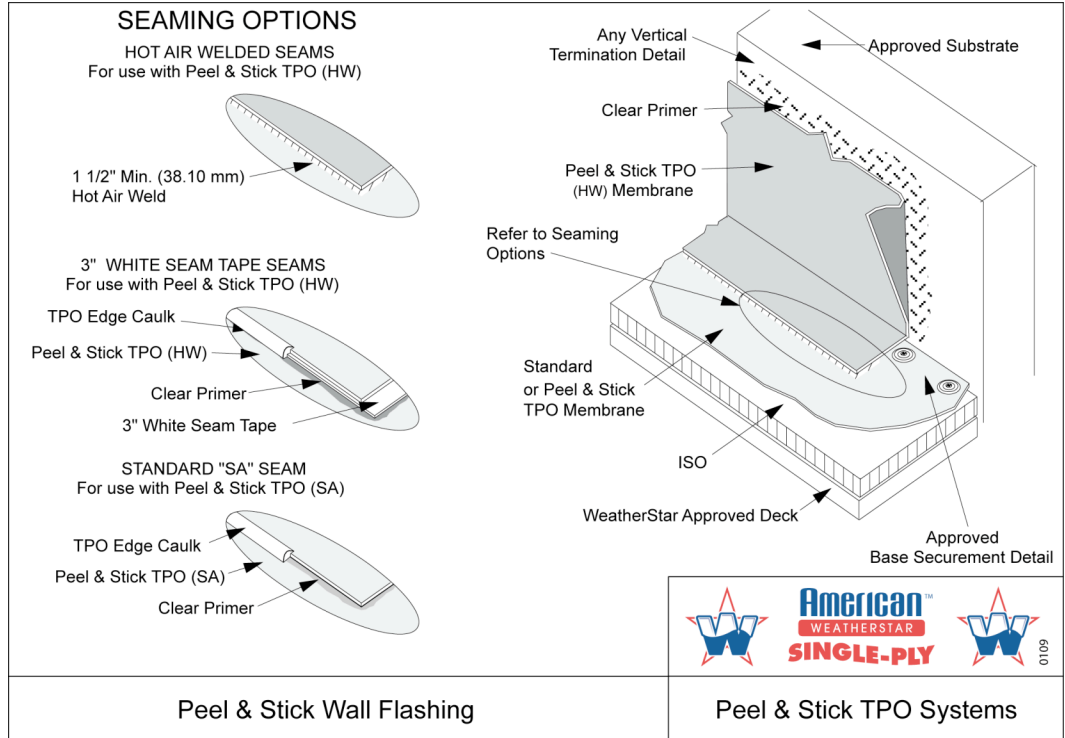 SEAMING OPTIONS
HOT AIR WELDED SEAMS
For use with Peel & Stick TPO (HW)
1 1/2" Min. (38.10 mm)
Hot Air Weld
3"  WHITE SEAM TAPE SEAMS
For use with Peel & Stick TPO (HW)
TPO Edge Caulk
Peel & Stick TPO (HW)
Clear Primer
3" White Seam Tape
STANDARD "SA" SEAM
For use with Peel & Stick TPO (SA)
TPO Edge Caulk
Peel & Stick TPO (SA)
Clear Primer
Any Vertical
Termination Detail
Approved Substrate
Clear Primer
Peel & Stick TPO
(HW) Membrane
Refer to Seaming
Options
Standard
or Peel & Stick
TPO Membrane
ISO
WeatherStar Approved Deck
Approved
Base Securement Detail
W
American™
WEATHERSTAR
SINGLE-PLY
W
0109
Peel & Stick Wall Flashing
Peel & Stick TPO Systems